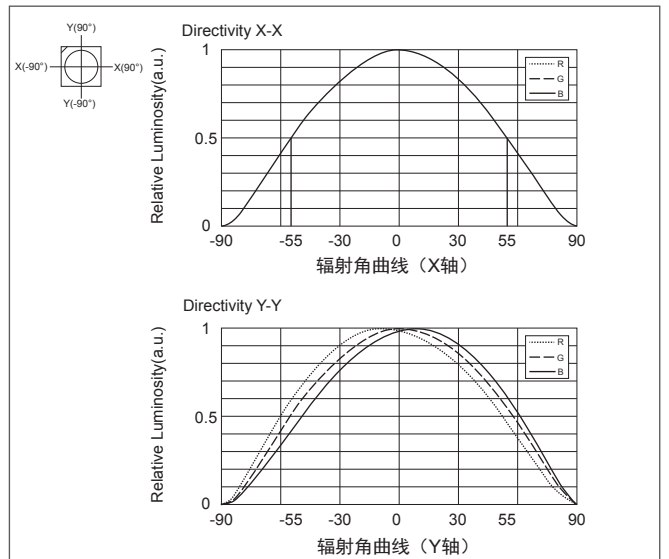 Y(90°)
X(-90°)
X(90°)
Y(-90°)
Directivity X-X
Relative Luminosity(a.u.)
1
0.5
0
R
G
B
-90
-55
-30
0
30
55
90
辐射角曲线（X轴）
Directivity Y-Y
Relative Luminosity(a.u.)
1
0.5
0
R
G
B
-90
-55
-30
0
30
55
90
辐射角曲线（Y轴）